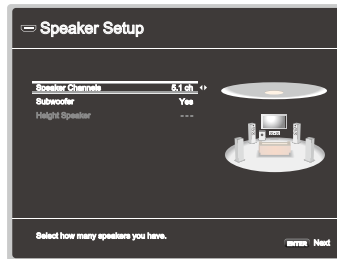 Speaker Setup
Speaker Channels 5.1 ch
Subwoofer Yes
Height Speaker ---
Select how many speakers you have.
ENTER Next